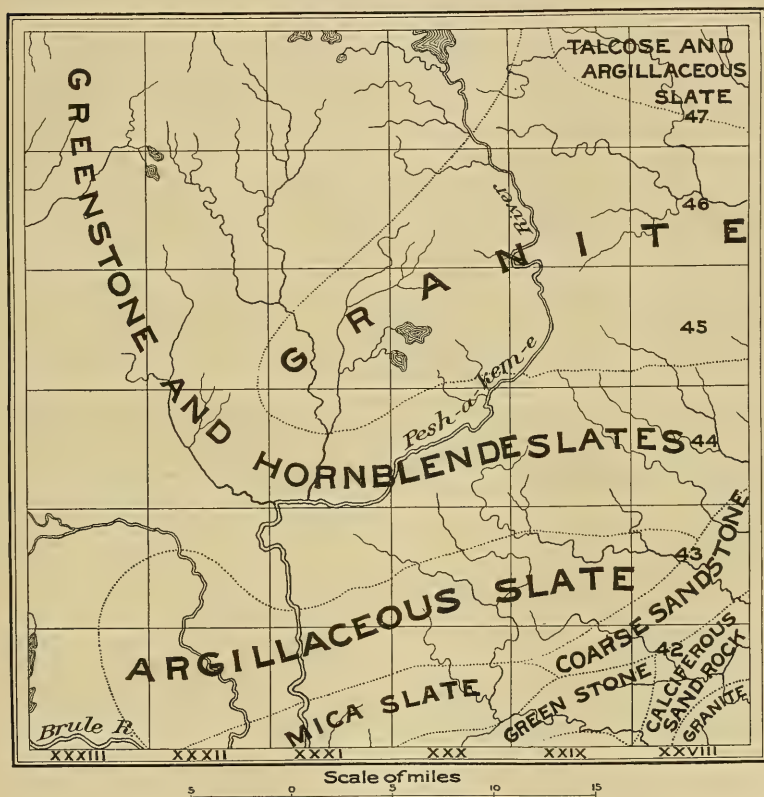 TALCOSE AND
ARGILLACEOUS
SLATE
47
GREENSTONE AND HORNBLENDE SLATES
46
River
GRANITE
45
Pesh-a-kem-e
44
43
ARGILLACEOUS SLATE
COARSE SANDSTONE
42
CALCIFEROUS
SAND ROCK
MICA SLATE
GREEN STONE
GRANITE
Brule R.
XXXIII XXXII XXXI XXX XXIX XXVIII
Scale of miles
5 0 5 10 15